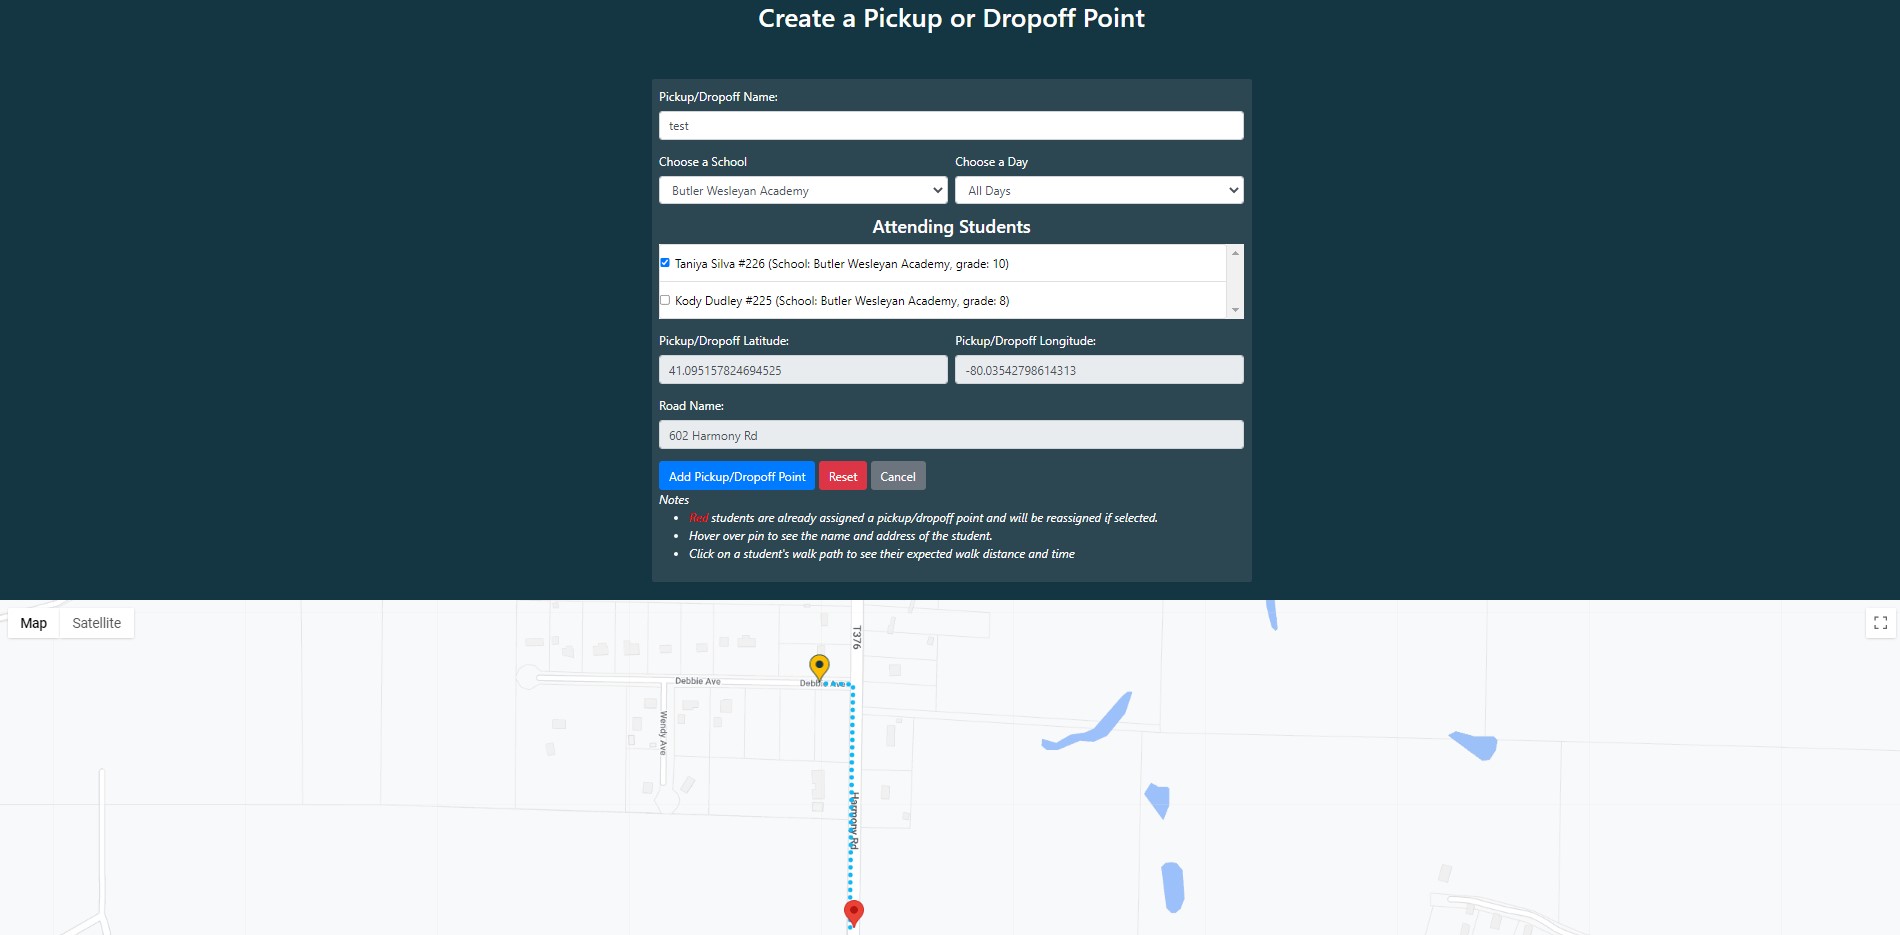 Create a Pickup or Dropoff Point
Pickup/Dropoff Name:
test
Choose a School
Choose a Day
Butler Wesleyan Academy
All Days
Attending Students
Taniya Silva #226 (School: Butler Wesleyan Academy, grade: 10)
Kody Dudley #225 (School: Butler Wesleyan Academy, grade: 8)
Pickup/Dropoff Latitude:
Pickup/Dropoff Longitude:
41.095157824694525
-80.03542798614313
Road Name:
602 Harmony Rd
Add Pickup/Dropoff Point
Reset
Cancel
Notes
Red students are already assigned a pickup/dropoff point and will be reassigned if selected.
Hover over pin to see the name and address of the student.
Click on a student's walk path to see their expected walk distance and time
Map
Satellite
T376
Debbie Ave
Debbie Ave
Wendy Ave
Harmony Rd